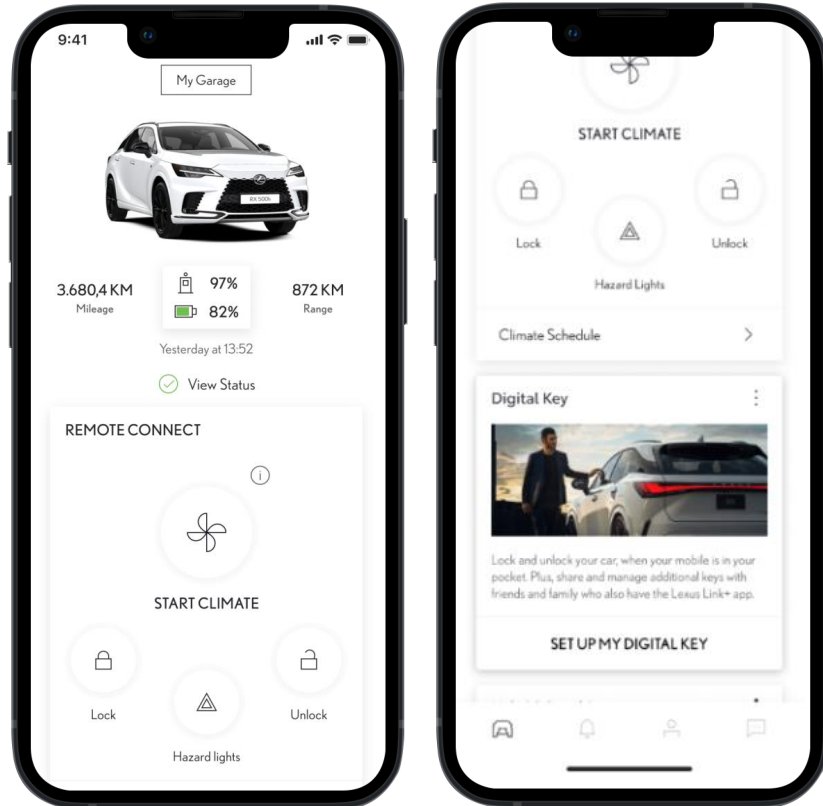 9:41
My Garage
RX 500h
3.680,4 KM
Mileage
97%
82%
872 KM
Range
Yesterday at 13:52
View Status
REMOTE CONNECT
START CLIMATE
Lock
Unlock
Hazard lights
START CLIMATE
Lock
Unlock
Hazard Lights
Climate Schedule
Digital Key
Lock and unlock your car, when your mobile is in your
pocket. Plus, share and manage additional keys with
friends and family who also have the Lexus Link+ app.
SET UP MY DIGITAL KEY